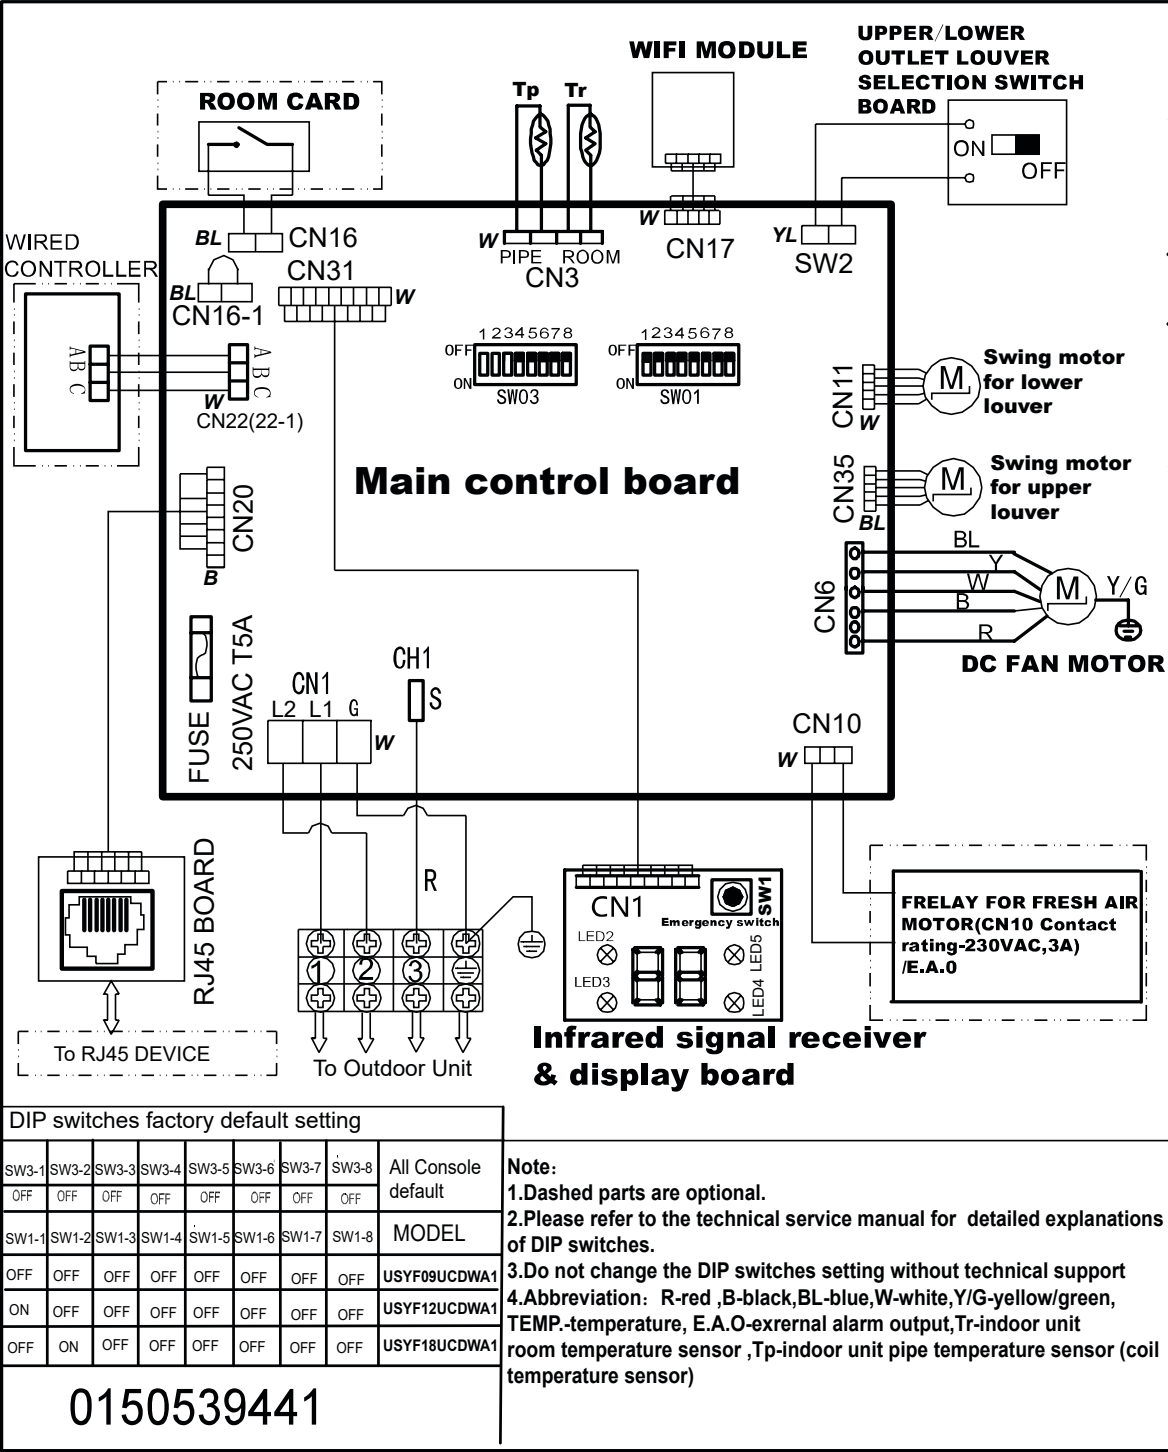 UPPER/LOWER
OUTLET LOUVER
SELECTION SWITCH
BOARD
ON
OFF
WIFI MODULE
Tp
Tr
ROOM CARD
WIRED
CONTROLLER
BL
CN16
CN31
W
BL
CN16-1
W
PIPE
ROOM
CN3
W
CN17
YL
SW2
12345678
OFF
ON
SW03
12345678
OFF
ON
SW01
A
B
C
A
B
C
W
CN22(22-1)
CN11
W
Swing motor
for lower
louver
M
Main control board
CN35
BL
Swing motor
for upper
louver
M
CN20
B
CN6
BL
Y
W
B
R
M
Y/G
DC FAN MOTOR
FUSE
250VAC T5A
CN1
L2
L1
G
W
CH1
S
CN10
W
R
RJ45 BOARD
To RJ45 DEVICE
1
2
3
To Outdoor Unit
CN1
SW1
Emergency switch
LED2
LED3
LED5
LED4
Infrared signal receiver
& display board
FRELAY FOR FRESH AIR
MOTOR(CN10 Contact
rating-230VAC,3A)
/E.A.0
DIP switches factory default setting
SW3-1 SW3-2 SW3-3 SW3-4 SW3-5 SW3-6 SW3-7 SW3-8 All Console
OFF OFF OFF OFF OFF OFF OFF OFF default
SW1-1 SW1-2 SW1-3 SW1-4 SW1-5 SW1-6 SW1-7 SW1-8 MODEL
OFF OFF OFF OFF OFF OFF OFF OFF USYF09UCDWA1
ON OFF OFF OFF OFF OFF OFF OFF USYF12UCDWA1
OFF ON OFF OFF OFF OFF OFF OFF USYF18UCDWA1
0150539441
Note:
1.Dashed parts are optional.
2.Please refer to the technical service manual for detailed explanations
of DIP switches.
3.Do not change the DIP switches setting without technical support
4.Abbreviation: R-red ,B-black,BL-blue,W-white,Y/G-yellow/green,
TEMP.-temperature, E.A.O-exrernal alarm output,Tr-indoor unit
room temperature sensor ,Tp-indoor unit pipe temperature sensor (coil
temperature sensor)